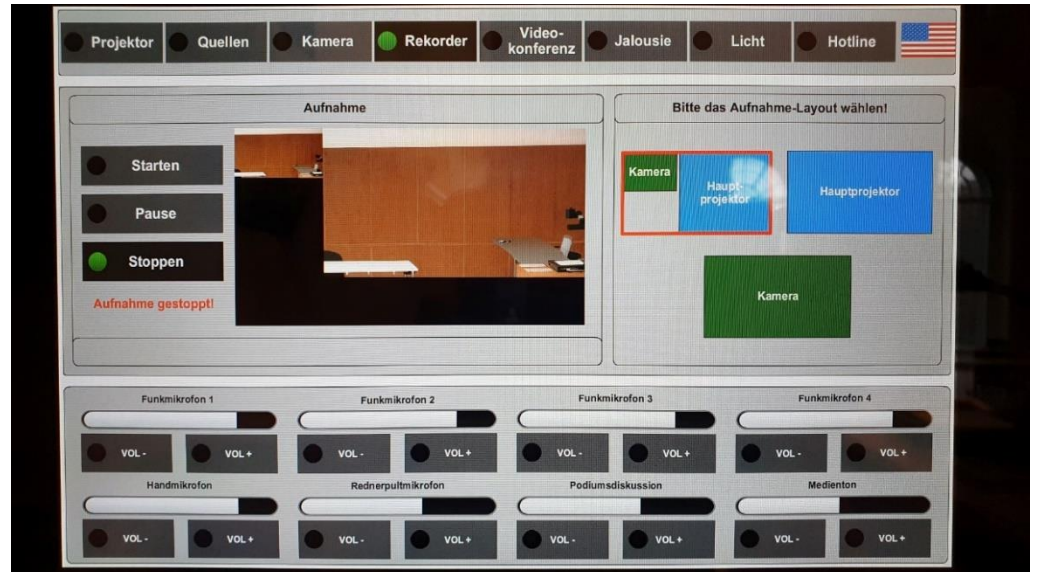 Projektor
Quellen
Kamera
Rekorder
Video-
konferenz
Jalousie
Licht
Hotline
Aufnahme
Starten
Pause
Stoppen
Aufnahme gestoppt!
Bitte das Aufnahme-Layout wählen!
Kamera
Haupt-
projektor
Hauptprojektor
Kamera
Funkmikrofon 1
VOL -
VOL +
Funkmikrofon 2
VOL -
VOL +
Funkmikrofon 3
VOL -
VOL +
Funkmikrofon 4
VOL -
VOL +
Handmikrofon
VOL -
VOL +
Rednerpultmikrofon
VOL -
VOL +
Podiumsdiskussion
VOL -
VOL +
Medienton
VOL -
VOL +